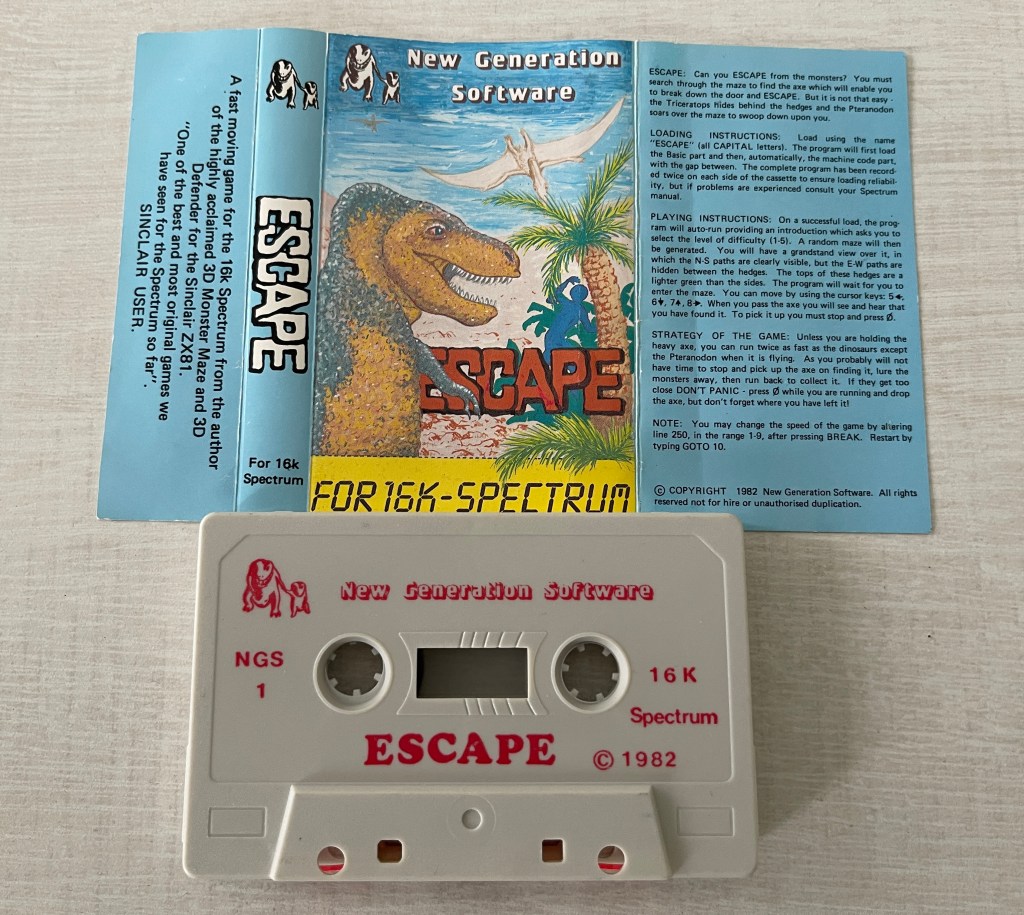 A fast moving game for the 16k Spectrum from the author
of the highly acclaimed 3D Monster Maze and 3D
Defender for the Sinclair ZX81.
"One of the best and most original games we
have seen for the Spectrum so far".
SINCLAIR USER.
ESCAPE
For 16k
Spectrum
New Generation
Software
ESCAPE
FOR 16K-SPECTRUM
ESCAPE: Can you ESCAPE from the monsters? You must
search through the maze to find the axe which will enable you
to break down the door and ESCAPE. But it is not that easy -
the Triceratops hides behind the hedges and the Pteranodon
soars over the maze to swoop down upon you.
LOADING INSTRUCTIONS: Load using the name
"ESCAPE" (all CAPITAL letters). The program will first load
the Basic part and then, automatically, the machine code part,
with the gap between. The complete program has been record-
ed twice on each side of the cassette to ensure loading reliabil-
ity, but if problems are experienced consult your Spectrum
manual.
PLAYING INSTRUCTIONS: On a successful load, the prog-
ram will auto-run providing an introduction which asks you to
select the level of difficulty (1-5). A random maze will then
be generated. You will have a grandstand view over it, in
which the N-S paths are clearly visible, but the E-W paths are
hidden between the hedges. The tops of these hedges are a
lighter green than the sides. The program will wait for you to
enter the maze. You can move by using the cursor keys: 5←,
6↓, 7↑, 8→. When you pass the axe you will see and hear that
you have found it. To pick it up you must stop and press Ø.
STRATEGY OF THE GAME: Unless you are holding the
heavy axe, you can run twice as fast as the dinosaurs except
the Pteranodon when it is flying. As you probably will not
have time to stop and pick up the axe on finding it, lure the
monsters away, then run back to collect it. If they get too
close DON'T PANIC - press Ø while you are running and drop
the axe, but don't forget where you have left it!
NOTE: You may change the speed of the game by altering
line 250, in the range 1-9, after pressing BREAK. Restart by
typing GOTO 10.
© COPYRIGHT 1982 New Generation Software. All rights
reserved not for hire or unauthorised duplication.
New Generation Software
NGS
1
16 K
Spectrum
ESCAPE
© 1982